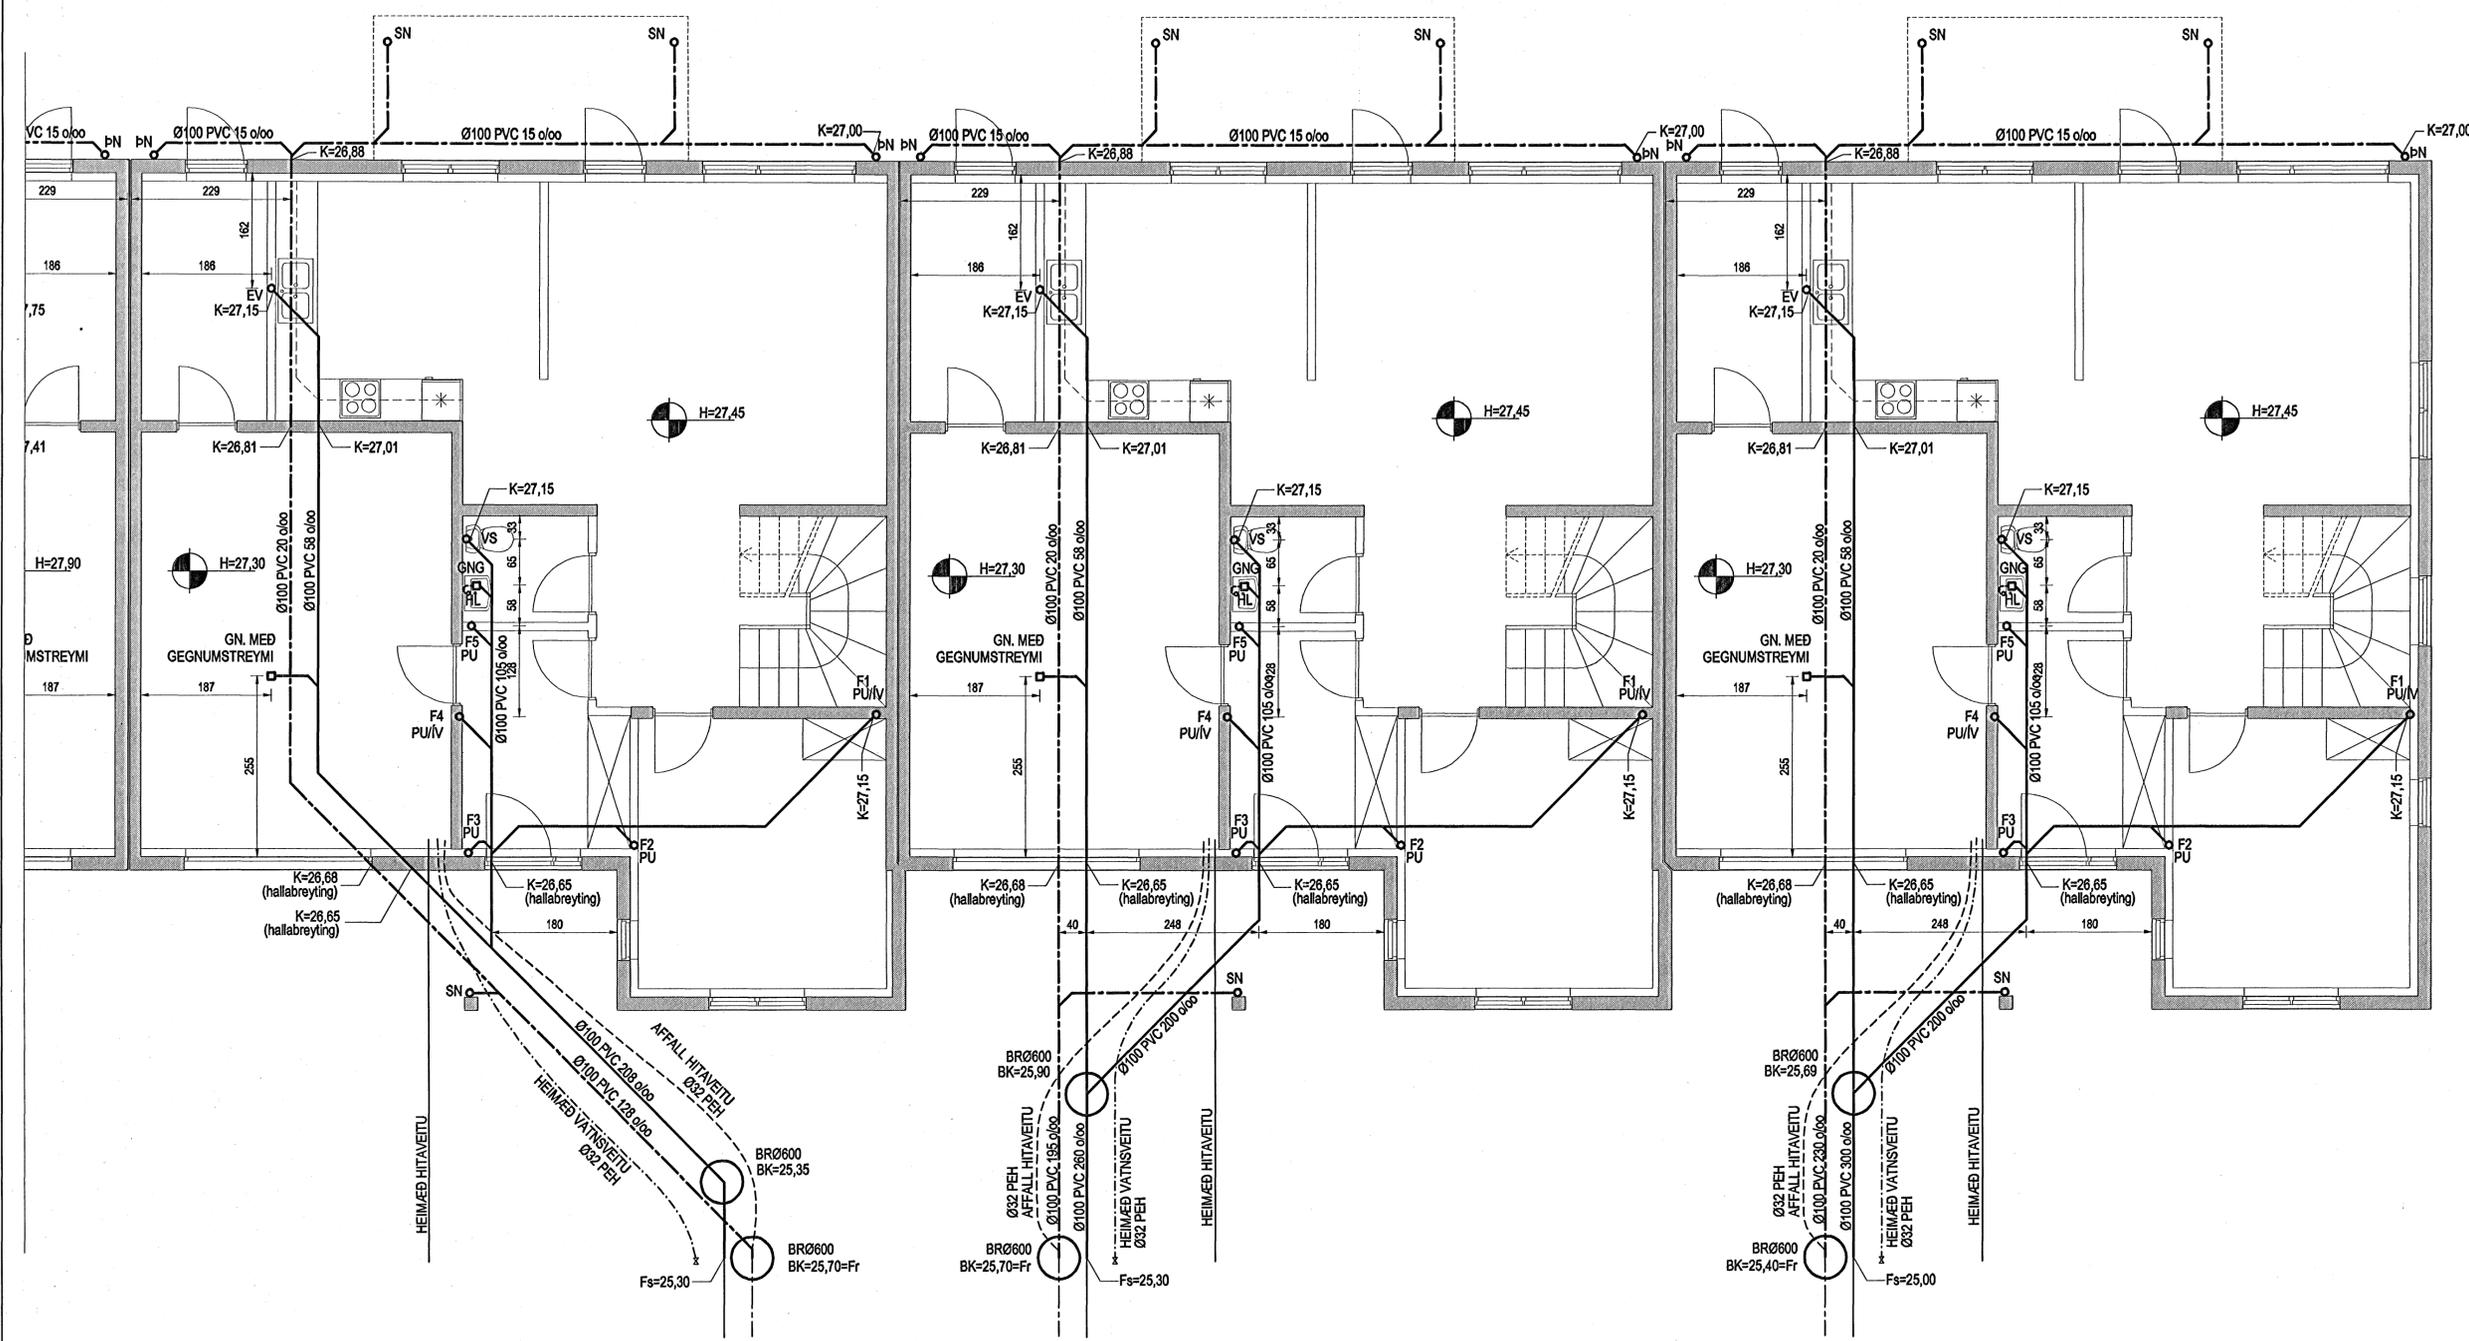 SN
SN
SN
SN
SN
SN
VC 15 o/oo
ÞN
ÞN
Ø100 PVC 15 o/oo
Ø100 PVC 15 o/oo
K=27,00
ÞN
ÞN
Ø100 PVC 15 o/oo
Ø100 PVC 15 o/oo
K=27,00
ÞN
ÞN
Ø100 PVC 15 o/oo
Ø100 PVC 15 o/oo
K=27,00
ÞN
K=26,88
K=26,88
K=26,88
229
229
229
229
162
162
162
186
186
186
186
EV
K=27,15
EV
K=27,15
EV
K=27,15
7,75
H=27,45
H=27,45
H=27,45
7,41
K=26,81
K=27,01
K=26,81
K=27,01
K=26,81
K=27,01
K=27,15
K=27,15
K=27,15
Ø100 PVC 20 o/oo
Ø100 PVC 58 o/oo
Ø100 PVC 20 o/oo
Ø100 PVC 58 o/oo
Ø100 PVC 20 o/oo
Ø100 PVC 58 o/oo
VS
33
65
58
128
VS
33
65
58
128
VS
33
65
58
128
H=27,90
H=27,30
H=27,30
H=27,30
GNG
HL
GNG
HL
GNG
HL
F5
PU
F5
PU
F5
PU
Ð
MSTREYMI
GN. MEÐ
GEGNUMSTREYMI
GN. MEÐ
GEGNUMSTREYMI
GN. MEÐ
GEGNUMSTREYMI
187
187
187
187
Ø100 PVC 105 o/oo
Ø100 PVC 105 o/oo
Ø100 PVC 105 o/oo
F1
PU/ÍV
F1
PU/ÍV
F1
PU/ÍV
F4
PU/ÍV
F4
PU/ÍV
F4
PU/ÍV
255
255
255
K=27,15
K=27,15
K=27,15
F3
PU
F2
PU
F3
PU
F2
PU
F3
PU
F2
PU
K=26,68
(hallabreyting)
K=26,65
(hallabreyting)
K=26,65
(hallabreyting)
K=26,68
(hallabreyting)
K=26,65
(hallabreyting)
K=26,65
(hallabreyting)
K=26,68
(hallabreyting)
K=26,65
(hallabreyting)
K=26,65
(hallabreyting)
180
40
248
180
40
248
180
SN
SN
SN
Ø100 PVC 208 o/oo
Ø100 PVC 128 o/oo
AFFALL HITAVEITU
Ø32 PEH
HEIMÆÐ VATNSVEITU
Ø32 PEH
HEIMÆÐ HITAVEITU
BRØ600
BK=25,35
BRØ600
BK=25,70=Fr
Fs=25,30
BRØ600
BK=25,90
Ø100 PVC 200 o/oo
Ø32 PEH
AFFALL HITAVEITU
Ø100 PVC 195 o/oo
Ø100 PVC 260 o/oo
HEIMÆÐ VATNSVEITU
Ø32 PEH
HEIMÆÐ HITAVEITU
BRØ600
BK=25,70=Fr
Fs=25,30
BRØ600
BK=25,69
Ø100 PVC 200 o/oo
Ø32 PEH
AFFALL HITAVEITU
Ø100 PVC 230 o/oo
Ø100 PVC 300 o/oo
HEIMÆÐ VATNSVEITU
Ø32 PEH
HEIMÆÐ HITAVEITU
BRØ600
BK=25,40=Fr
Fs=25,00